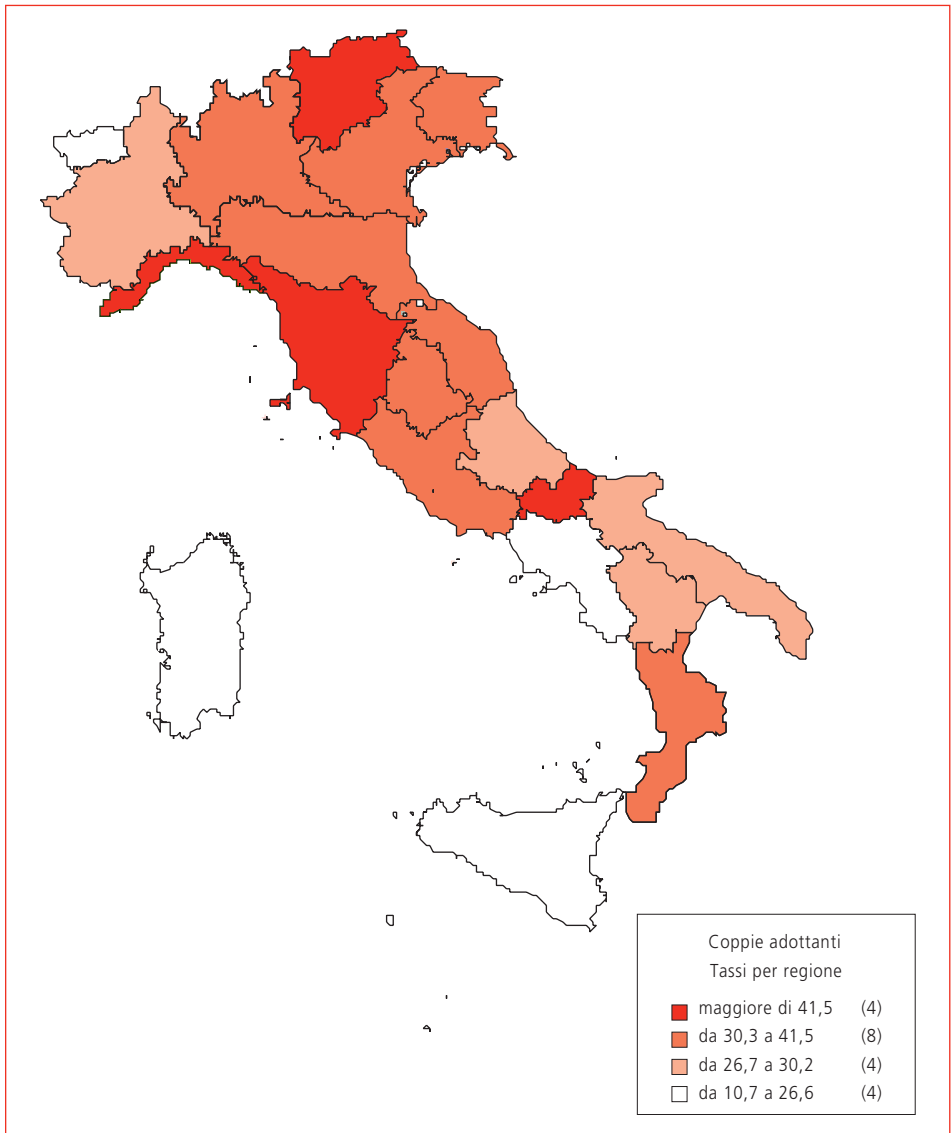 Coppie adottanti
Tassi per regione
maggiore di 41,5 (4)
da 30,3 a 41,5 (8)
da 26,7 a 30,2 (4)
da 10,7 a 26,6 (4)